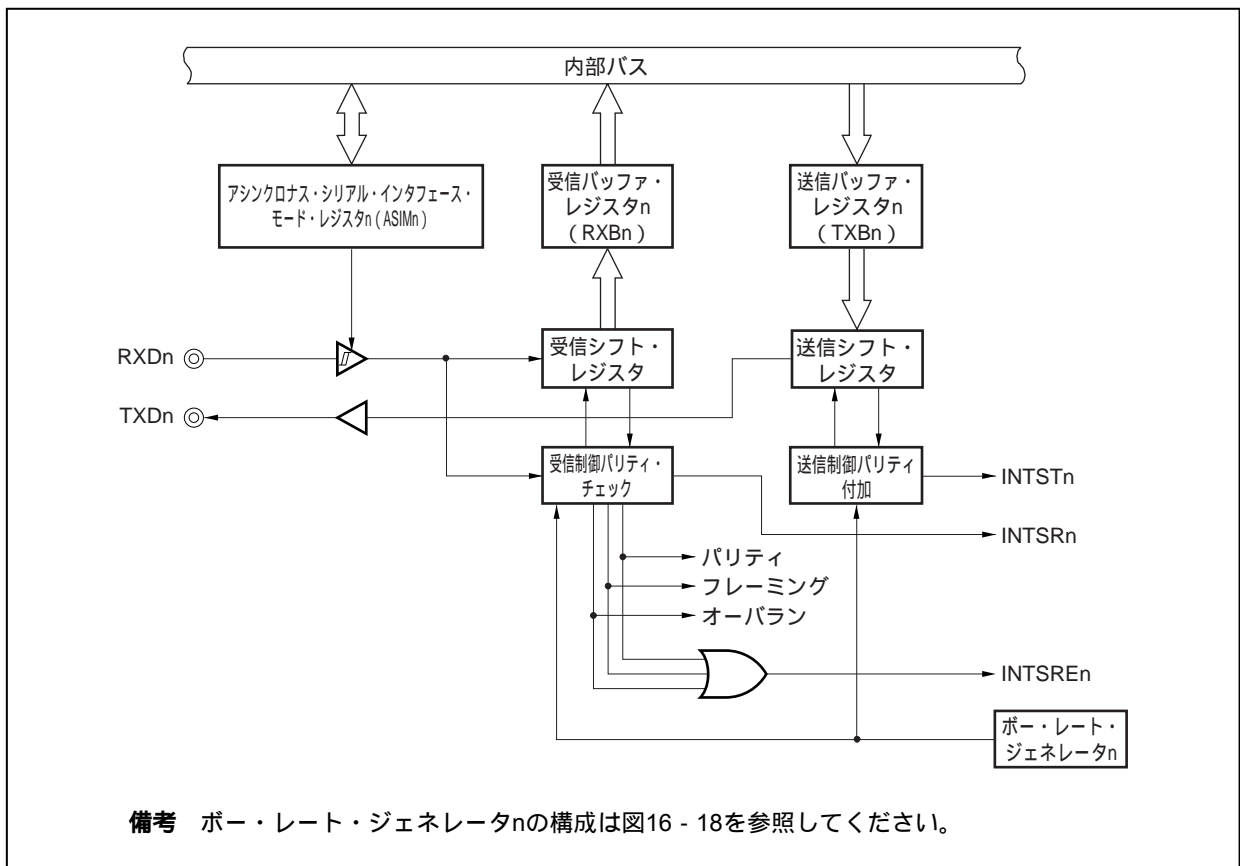 内部バス
アシンクロナス・シリアル・インタフェース・
モード・レジスタn(ASIMn)
受信バッファ・
レジスタn
(RXBn)
送信バッファ・
レジスタn
(TXBn)
RXDn
受信シフト・
レジスタ
送信シフト・
レジスタ
TXDn
受信制御パリティ・
チェック
送信制御パリティ
付加
INTSTn
INTSRn
パリティ
フレーミング
オーバラン
INTSREn
ボー・レート・
ジェネレータn
備考 ボー・レート・ジェネレータnの構成は図16 - 18を参照してください。